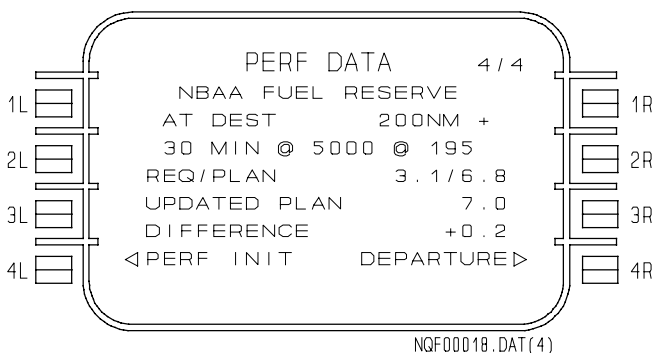 PERF DATA 4/4
NBAA FUEL RESERVE
1L 1R
AT DEST 200NM +
30 MIN @ 5000 @ 195
2L 2R
REQ/PLAN 3.1/6.8
UPDATED PLAN 7.0
3L 3R
DIFFERENCE +0.2
◁PERF INIT DEPARTURE▷
4L 4R
NQF00018.DAT(4)